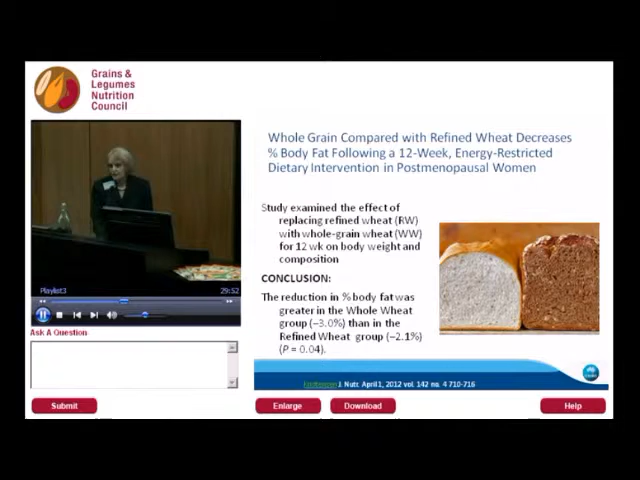 Grains &
Legumes
Nutrition
Council
Whole Grain Compared with Refined Wheat Decreases
% Body Fat Following a 12-Week, Energy-Restricted
Dietary Intervention in Postmenopausal Women
Study examined the effect of
replacing refined wheat (RW)
with whole-grain wheat (WW)
for 12 wk on body weight and
composition
CONCLUSION:
The reduction in % body fat was
greater in the Whole Wheat
group (−3.0%) than in the
Refined Wheat group (−2.1%)
(P = 0.04).
J. Nutr. April 1, 2012 vol. 142 no. 4 710-716
Playlist3 29:52
Ask A Question
Submit
Enlarge
Download
Help